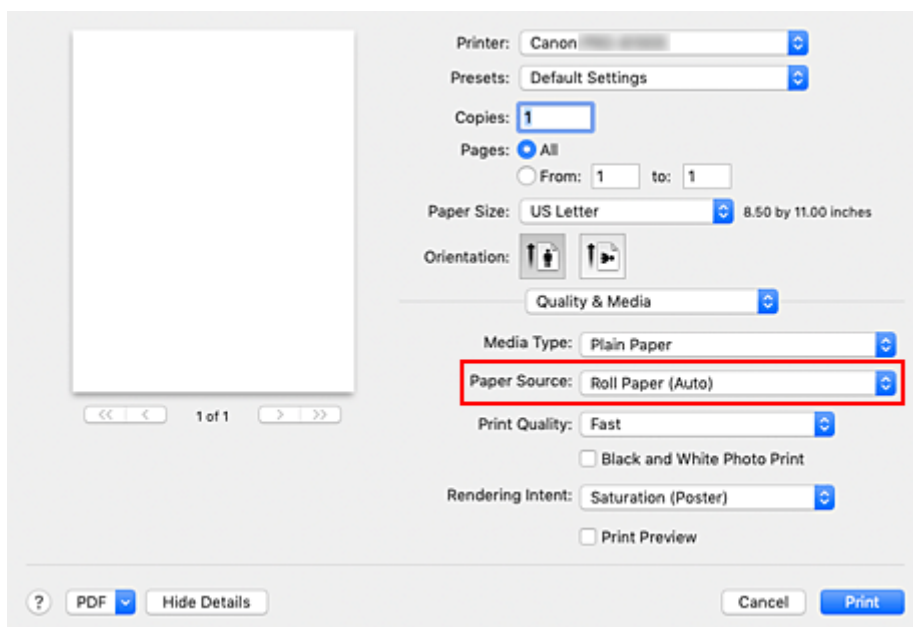 Printer: Canon
Presets: Default Settings
Copies: 1
Pages: All
From: 1 to: 1
Paper Size: US Letter 8.50 by 11.00 inches
Orientation:
Quality & Media
Media Type: Plain Paper
Paper Source: Roll Paper (Auto)
<< < 1 of 1 > >>
Print Quality: Fast
Black and White Photo Print
Rendering Intent: Saturation (Poster)
Print Preview
? PDF Hide Details Cancel Print